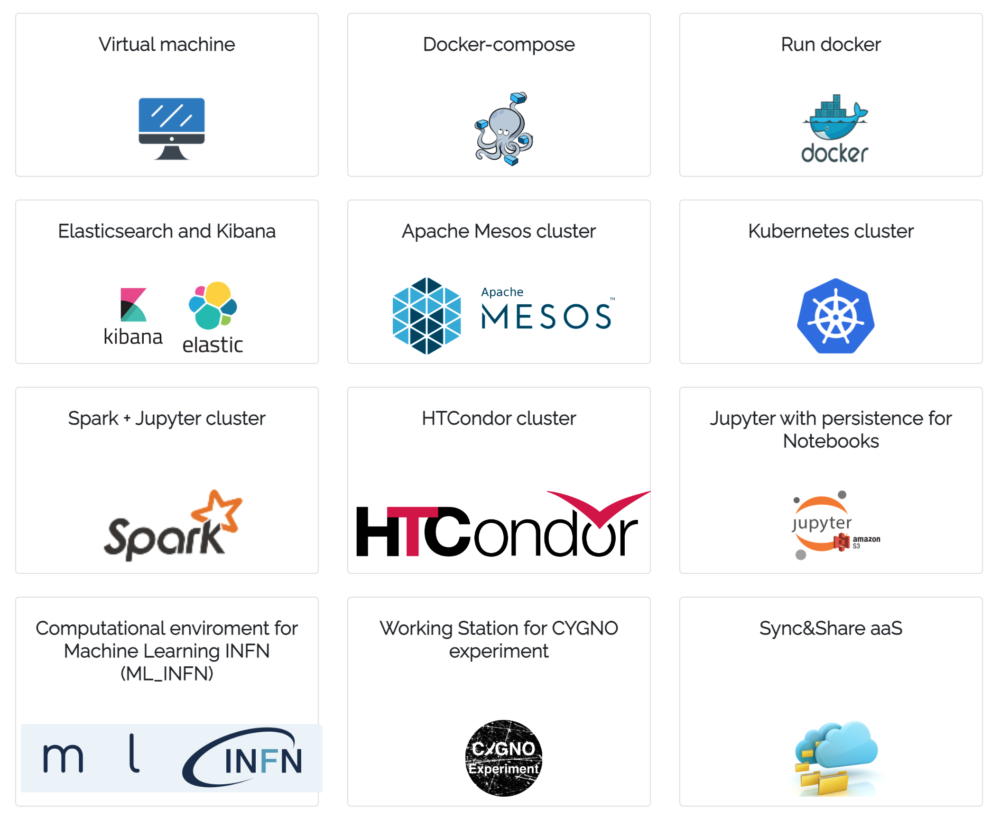 Virtual machine
Docker-compose
Run docker
docker
Elasticsearch and Kibana
kibana
elastic
Apache Mesos cluster
Apache
MESOS™
Kubernetes cluster
Spark + Jupyter cluster
Spark
HTCondor cluster
HTCondor
Jupyter with persistence for
Notebooks
jupyter
amazon
S3
Computational enviroment for
Machine Learning INFN
(ML_INFN)
ml INFN
Working Station for CYGNO
experiment
CYGNO
Experiment
Sync&Share aaS